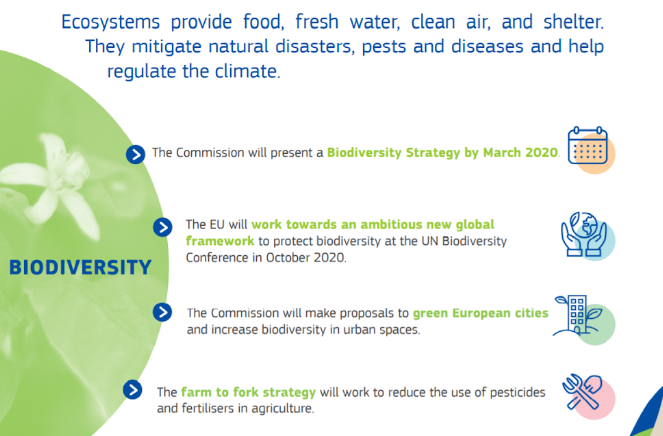 Ecosystems provide food, fresh water, clean air, and shelter.
They mitigate natural disasters, pests and diseases and help
regulate the climate.
The Commission will present a Biodiversity Strategy by March 2020.
The EU will work towards an ambitious new global
framework to protect biodiversity at the UN Biodiversity
Conference in October 2020.
BIODIVERSITY
The Commission will make proposals to green European cities
and increase biodiversity in urban spaces.
The farm to fork strategy will work to reduce the use of pesticides
and fertilisers in agriculture.